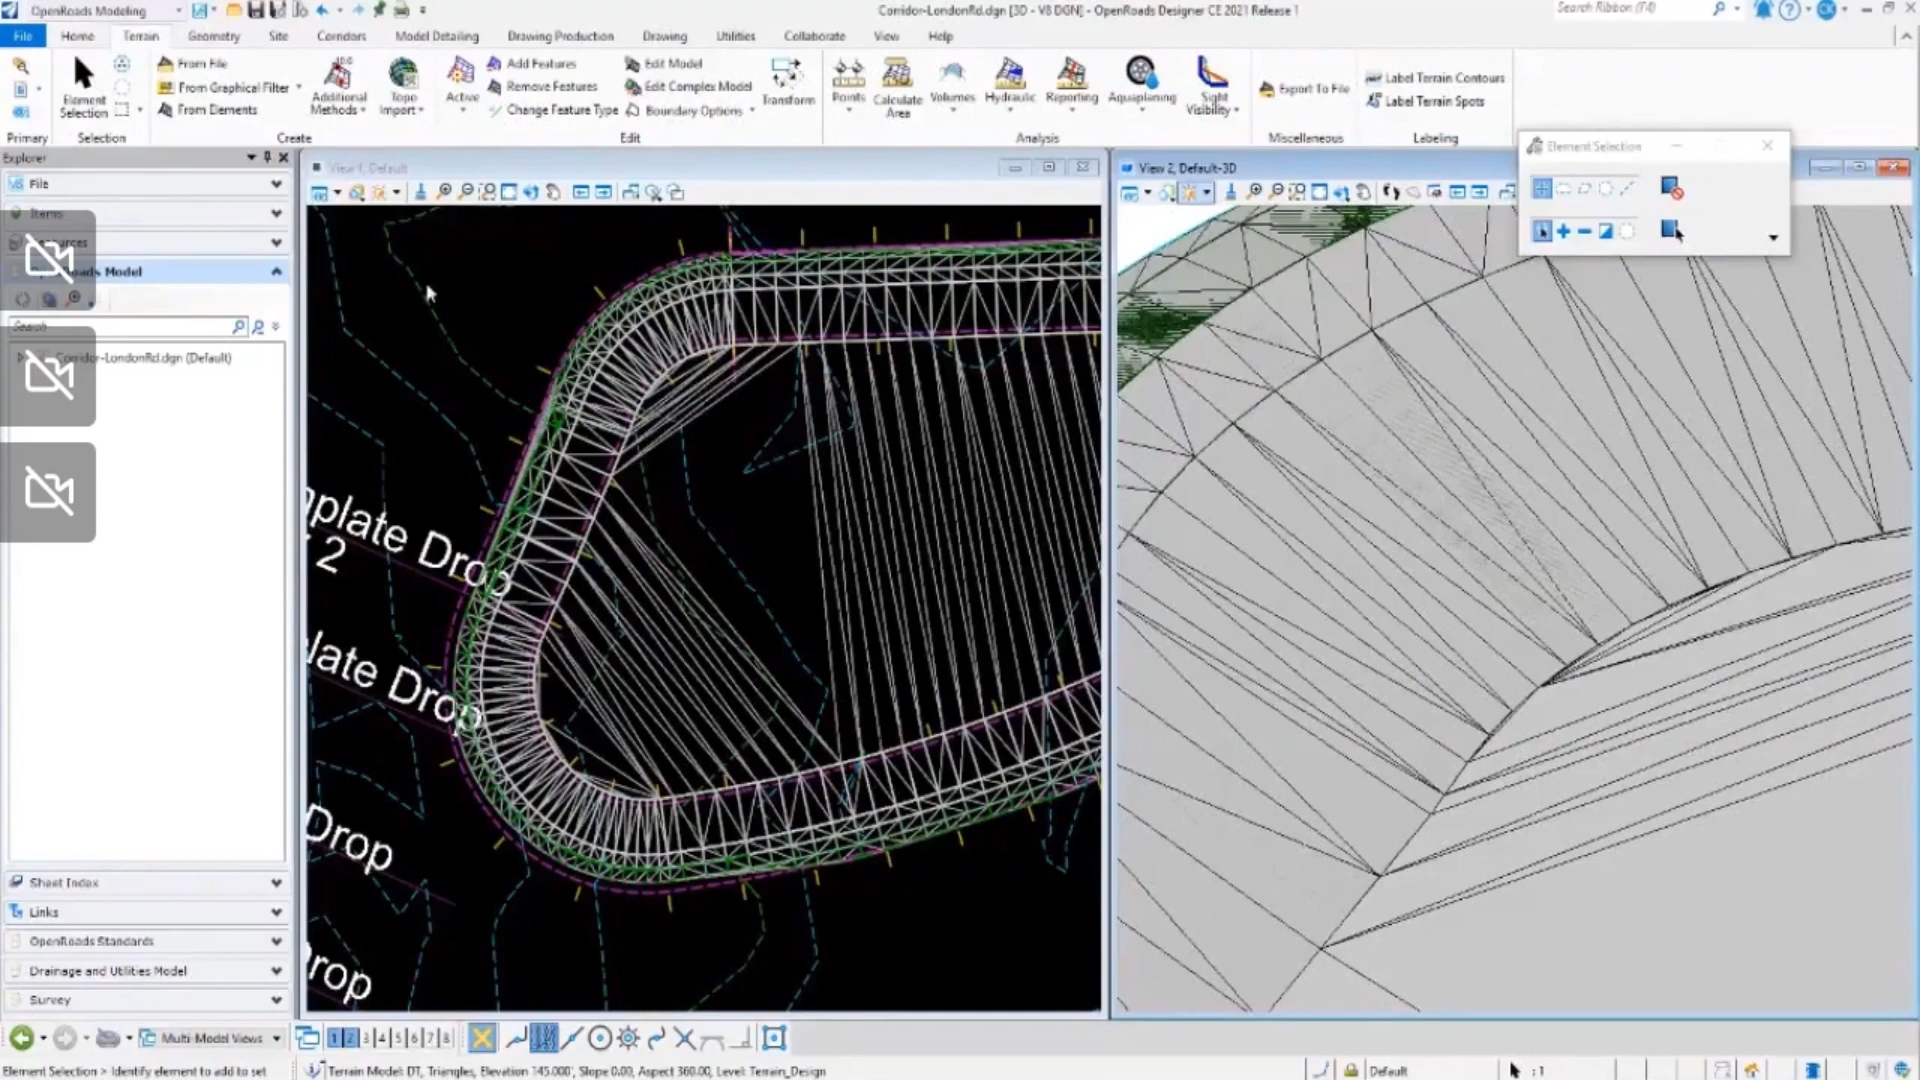 OpenRoads Modeling
Corridor-LondonRd.dgn [3D - V8 DGN] - OpenRoads Designer CE 2021 Release 1
Search Ribbon (F4)
CK
File Home Terrain Geometry Site Corridors Model Detailing Drawing Production Drawing Utilities Collaborate View Help
From File
From Graphical Filter
From Elements
Element Selection
Additional Methods
Topo Import
Active
Add Features
Remove Features
Change Feature Type
Edit Model
Edit Complex Model
Boundary Options
Transform
Points
Calculate Area
Volumes
Hydraulic
Reporting
Aquaplaning
Sight Visibility
Export To File
Label Terrain Contours
Label Terrain Spots
Primary Selection Create Edit Analysis Miscellaneous Labeling
Explorer
File
Items
OpenRoads Model
Search
Corridor-LondonRd.dgn (Default)
Sheet Index
Links
OpenRoads Standards
Drainage and Utilities Model
Survey
View 1, Default
View 2, Default-3D
Element Selection
plate Drop
2
late Drop
Drop
rop
Multi-Model Views
1 2 3 4 5 6 7 8
Element Selection > Identify element to add to set
Terrain Model: DT, Triangles, Elevation 145.000', Slope 0.00, Aspect 360.00, Level: Terrain_Design
Default
: 1